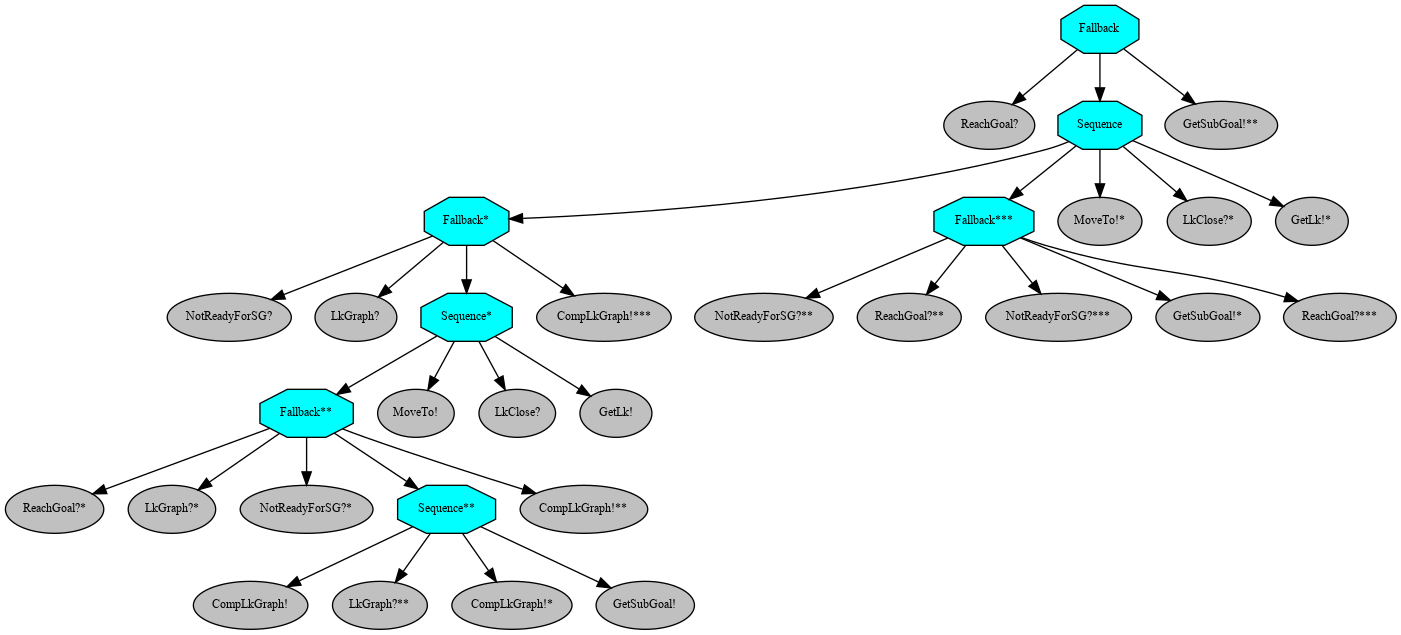 Fallback
ReachGoal?
Sequence
GetSubGoal!**
Fallback*
Fallback***
MoveTo!*
LkClose?*
GetLk!*
NotReadyForSG?
LkGraph?
Sequence*
CompLkGraph!***
NotReadyForSG?**
ReachGoal?**
NotReadyForSG?***
GetSubGoal!*
ReachGoal?***
Fallback**
MoveTo!
LkClose?
GetLk!
ReachGoal?*
LkGraph?*
NotReadyForSG?*
Sequence**
CompLkGraph!**
CompLkGraph!
LkGraph?**
CompLkGraph!*
GetSubGoal!